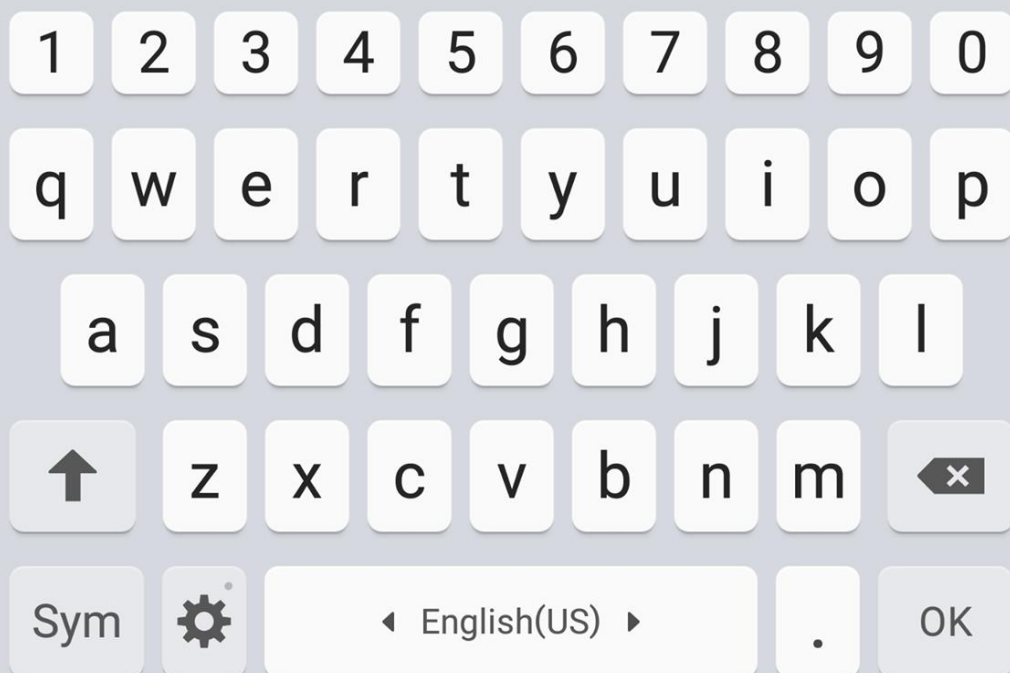 1 2 3 4 5 6 7 8 9 0
q w e r t y u i o p
a s d f g h j k l
z x c v b n m
Sym English(US) . OK